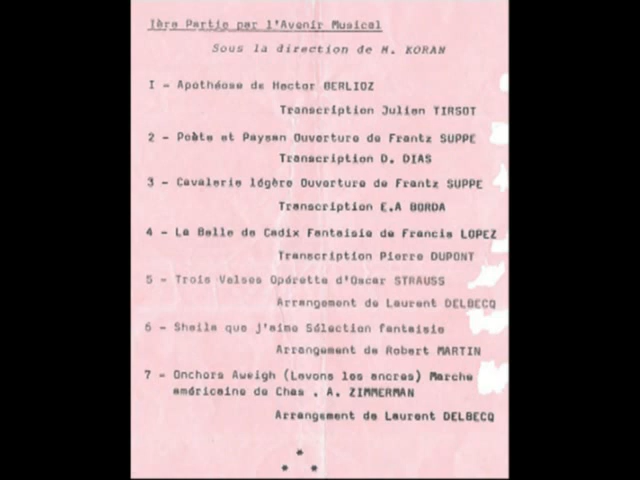 1ère Partie par l'Avenir Musical
Sous la direction de M. KORAN
I - Apothéose de Hector BERLIOZ
Transcription Julien TIRSOT
2 - Poète et Paysan Ouverture de Frantz SUPPE
Transcription D. DIAS
3 - Cavalerie légère Ouverture de Frantz SUPPE
Transcription E.A BORDA
4 - La Belle de Cadix Fantaisie de Francis LOPEZ
Transcription Pierre DUPONT
5 - Trois Valses Opérette d'Oscar STRAUSS
Arrangement de Laurent DELBECQ
6 - Sheila que j'aime Sélection fantaisie
Arrangement de Robert MARTIN
7 - Onchors Aweigh (Levons les ancres) Marche
américaine de Chas . A. ZIMMERMAN
Arrangement de Laurent DELBECQ
*
* *